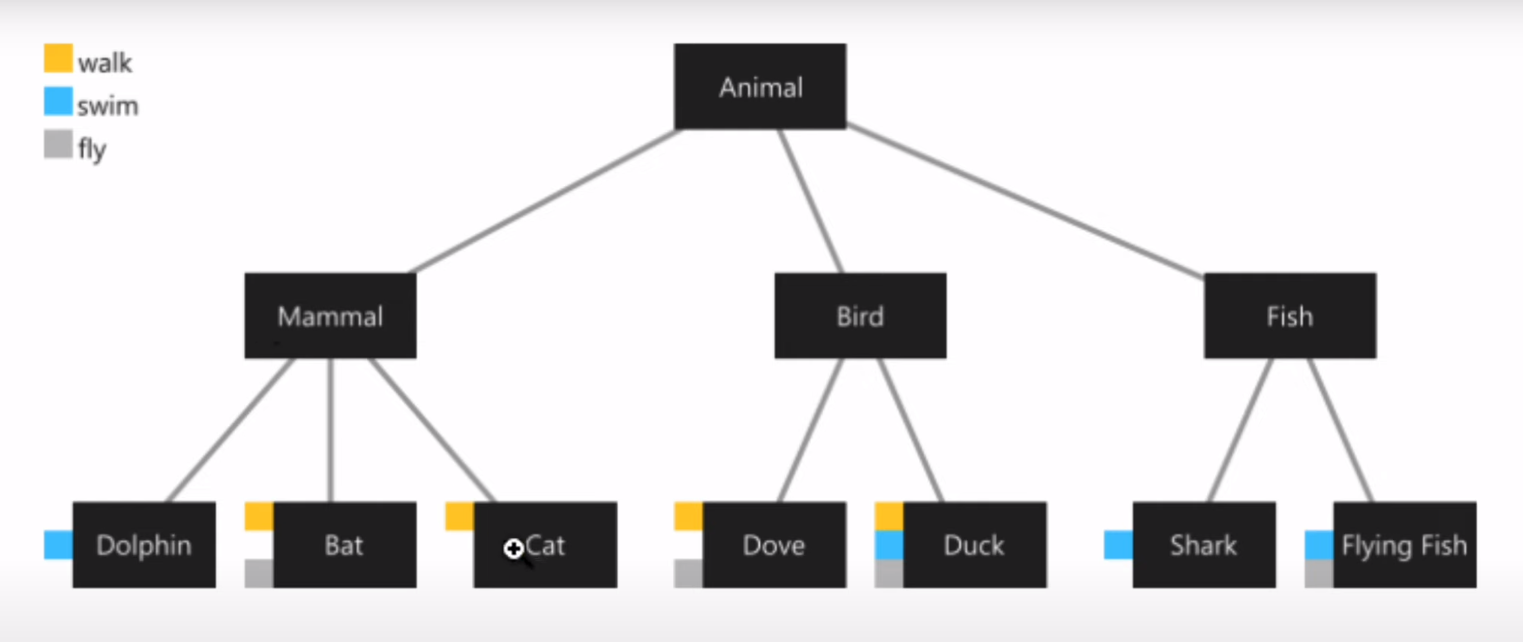 walk
swim
fly
Animal
Mammal
Bird
Fish
Dolphin
Bat
Cat
Dove
Duck
Shark
Flying Fish